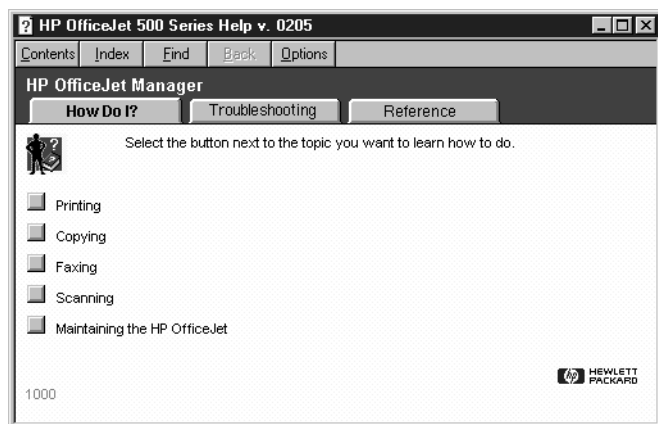 ? HP OfficeJet 500 Series Help v. 0205
Contents Index Find Back Options
HP OfficeJet Manager
How Do I? Troubleshooting Reference
Select the button next to the topic you want to learn how to do.
Printing
Copying
Faxing
Scanning
Maintaining the HP OfficeJet
hp HEWLETT
PACKARD
1000